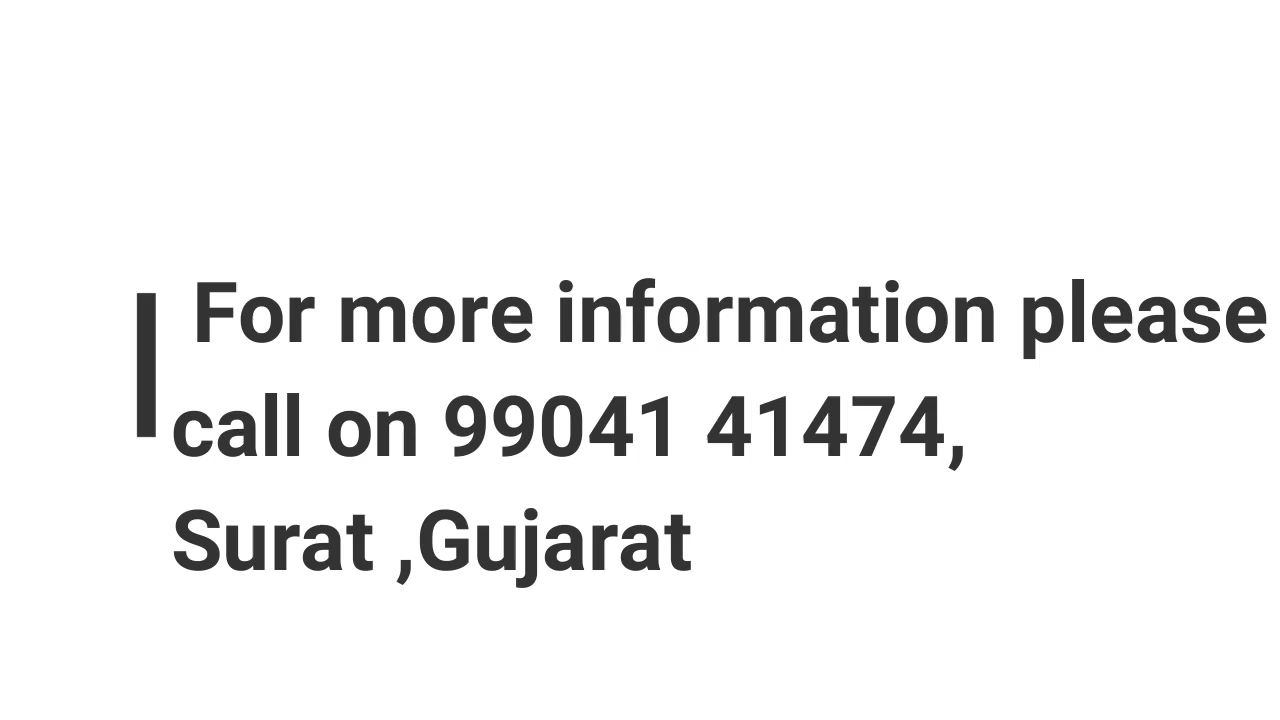 For more information please
call on 99041 41474,
Surat ,Gujarat